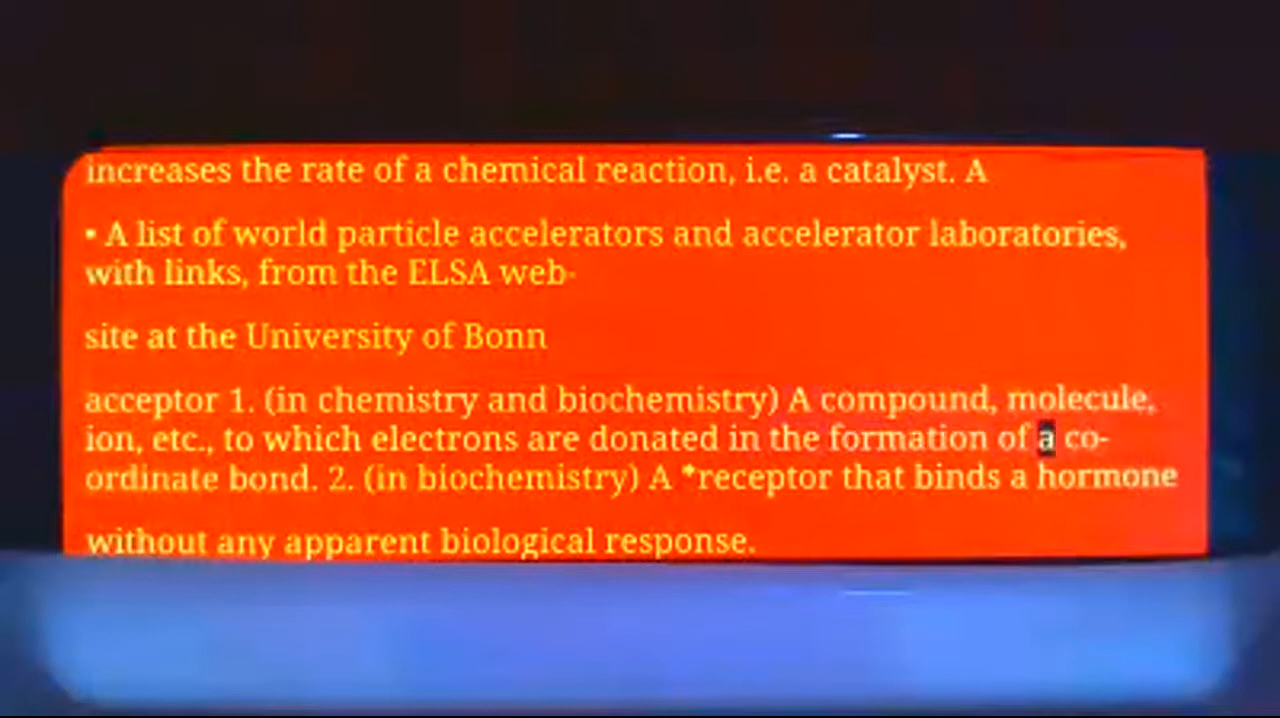 increases the rate of a chemical reaction, i.e. a catalyst. A
• A list of world particle accelerators and accelerator laboratories,
with links, from the ELSA web-
site at the University of Bonn
acceptor 1. (in chemistry and biochemistry) A compound, molecule,
ion, etc., to which electrons are donated in the formation of a co-
ordinate bond. 2. (in biochemistry) A *receptor that binds a hormone
without any apparent biological response.